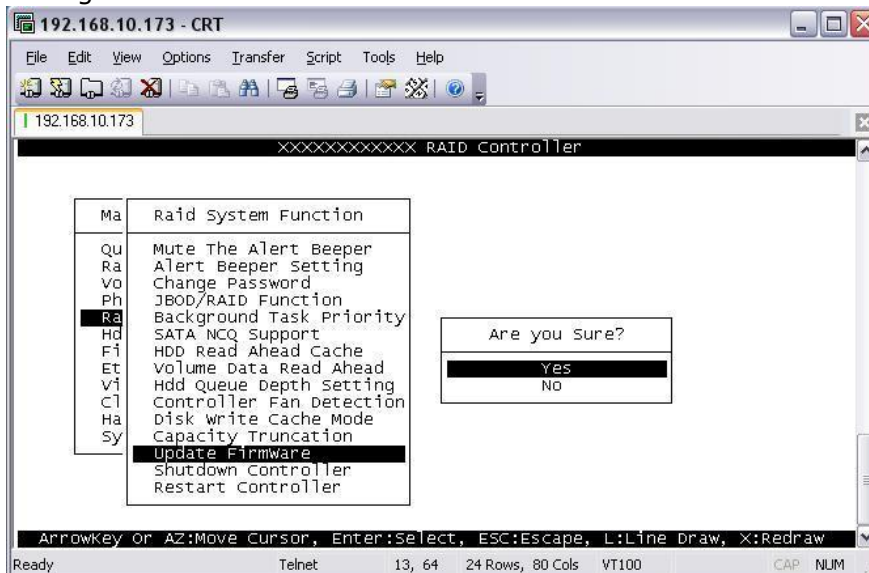 192.168.10.173 - CRT
File Edit View Options Transfer Script Tools Help
192.168.10.173
XXXXXXXXXXXX RAID Controller
Ma
Qu
Ra
Vo
Ph
Ra
Hd
Fi
Et
Vi
Cl
Ha
Sy
Raid System Function
Mute The Alert Beeper
Alert Beeper Setting
Change Password
JBOD/RAID Function
Background Task Priority
SATA NCQ Support
HDD Read Ahead Cache
Volume Data Read Ahead
Hdd Queue Depth Setting
Controller Fan Detection
Disk Write Cache Mode
Capacity Truncation
Update FirmWare
Shutdown Controller
Restart Controller
Are you Sure?
Yes
No
ArrowKey Or AZ:Move Cursor, Enter:Select, ESC:Escape, L:Line Draw, X:Redraw
Ready Telnet 13, 64 24 Rows, 80 Cols VT100 CAP NUM